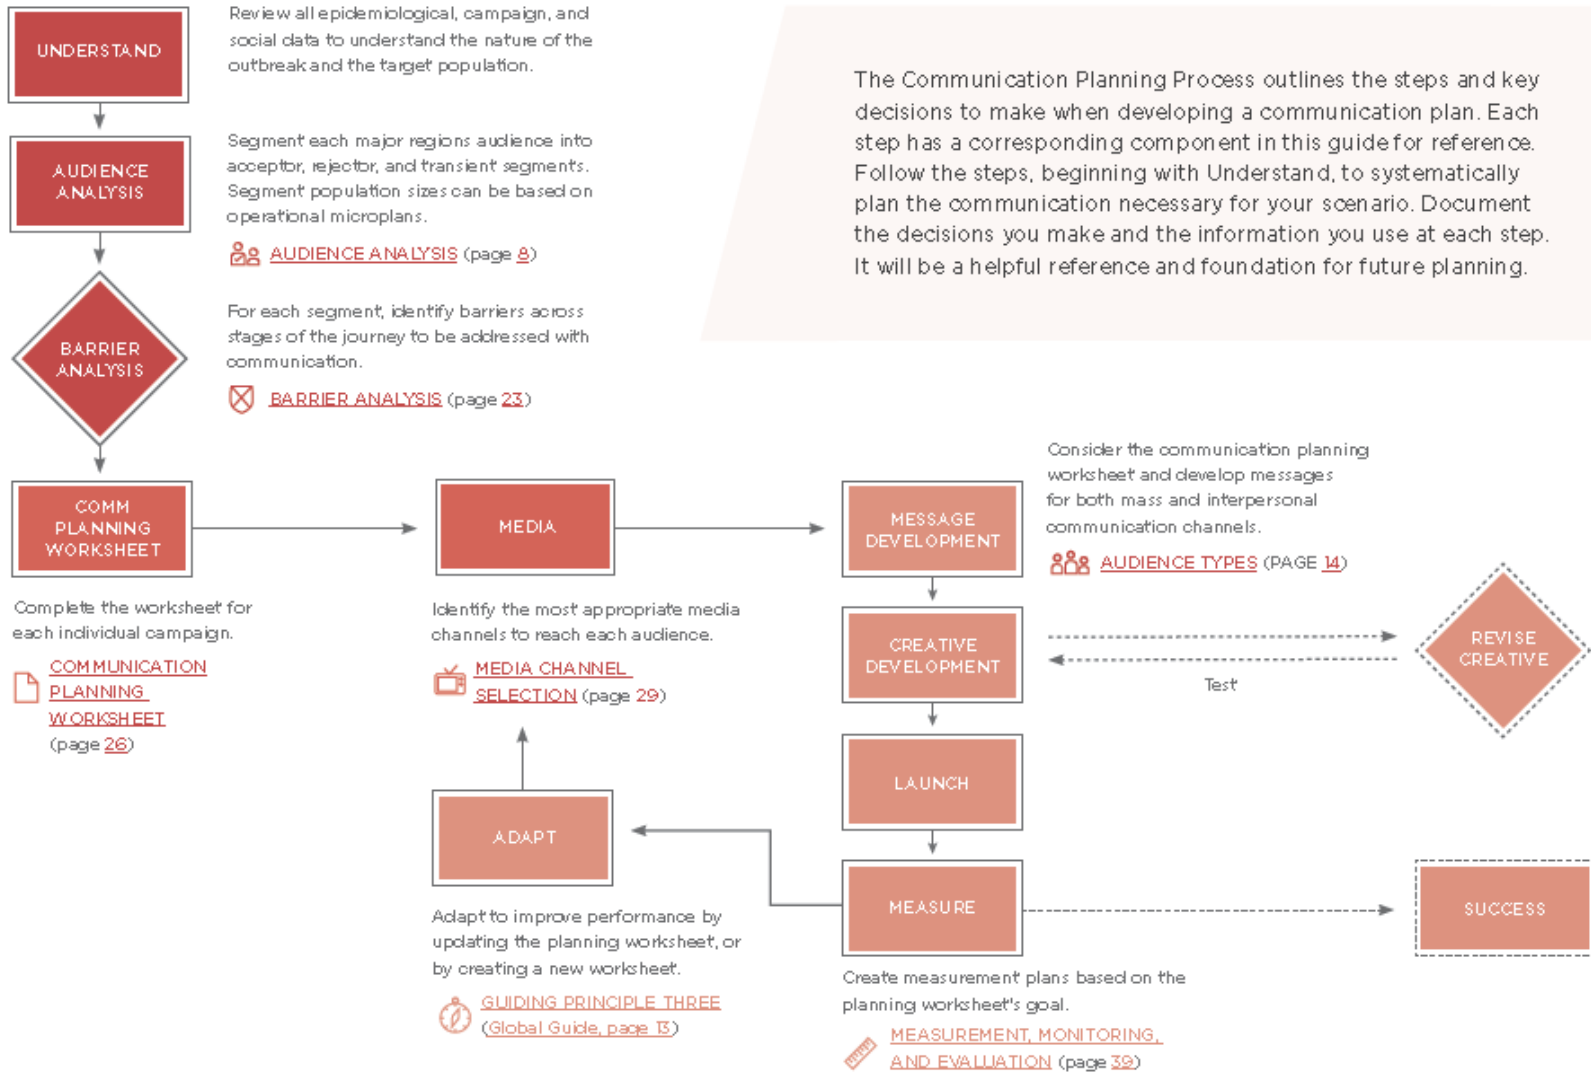 UNDERSTAND
Review all epidemiological, campaign, and
social data to understand the nature of the
outbreak and the target population.
The Communication Planning Process outlines the steps and key
decisions to make when developing a communication plan. Each
step has a corresponding component in this guide for reference.
Follow the steps, beginning with Understand, to systematically
plan the communication necessary for your scenario. Document
the decisions you make and the information you use at each step.
It will be a helpful reference and foundation for future planning.
AUDIENCE
ANALYSIS
Segment each major regions audience into
acceptor, rejector, and transient segments.
Segment population sizes can be based on
operational microplans.
AUDIENCE ANALYSIS (page 8)
BARRIER
ANALYSIS
For each segment, identify barriers across
stages of the journey to be addressed with
communication.
BARRIER ANALYSIS (page 23)
COMM
PLANNING
WORKSHEET
Complete the worksheet for
each individual campaign.
COMMUNICATION
PLANNING
WORKSHEET
(page 26)
MEDIA
Identify the most appropriate media
channels to reach each audience.
MEDIA CHANNEL
SELECTION (page 29)
MESSAGE
DEVELOPMENT
Consider the communication planning
worksheet and develop messages
for both mass and interpersonal
communication channels.
AUDIENCE TYPES (PAGE 14)
CREATIVE
DEVELOPMENT
Test
REVISE
CREATIVE
LAUNCH
MEASURE
Create measurement plans based on the
planning worksheet's goal.
MEASUREMENT, MONITORING,
AND EVALUATION (page 39)
SUCCESS
ADAPT
Adapt to improve performance by
updating the planning worksheet, or
by creating a new worksheet.
GUIDING PRINCIPLE THREE
(Global Guide, page 13)